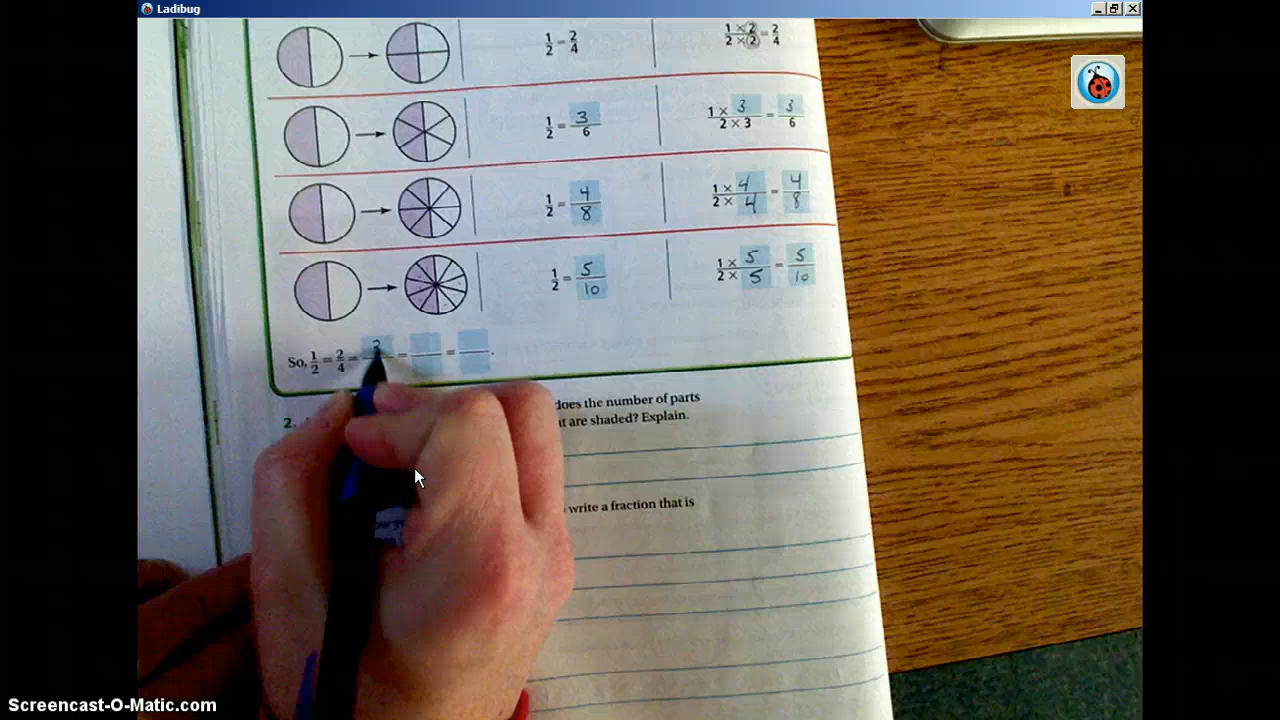 Ladibug
1/2 = 2/4
1 × 2 / 2 × 2 = 2/4
1/2 = 3/6
1 × 3 / 2 × 3 = 3/6
1/2 = 4/8
1 × 4 / 2 × 4 = 4/8
1/2 = 5/10
1 × 5 / 2 × 5 = 5/10
So, 1/2 = 2/4 = 3/ = = .
2. does the number of parts
are shaded? Explain.
write a fraction that is
Screencast-O-Matic.com